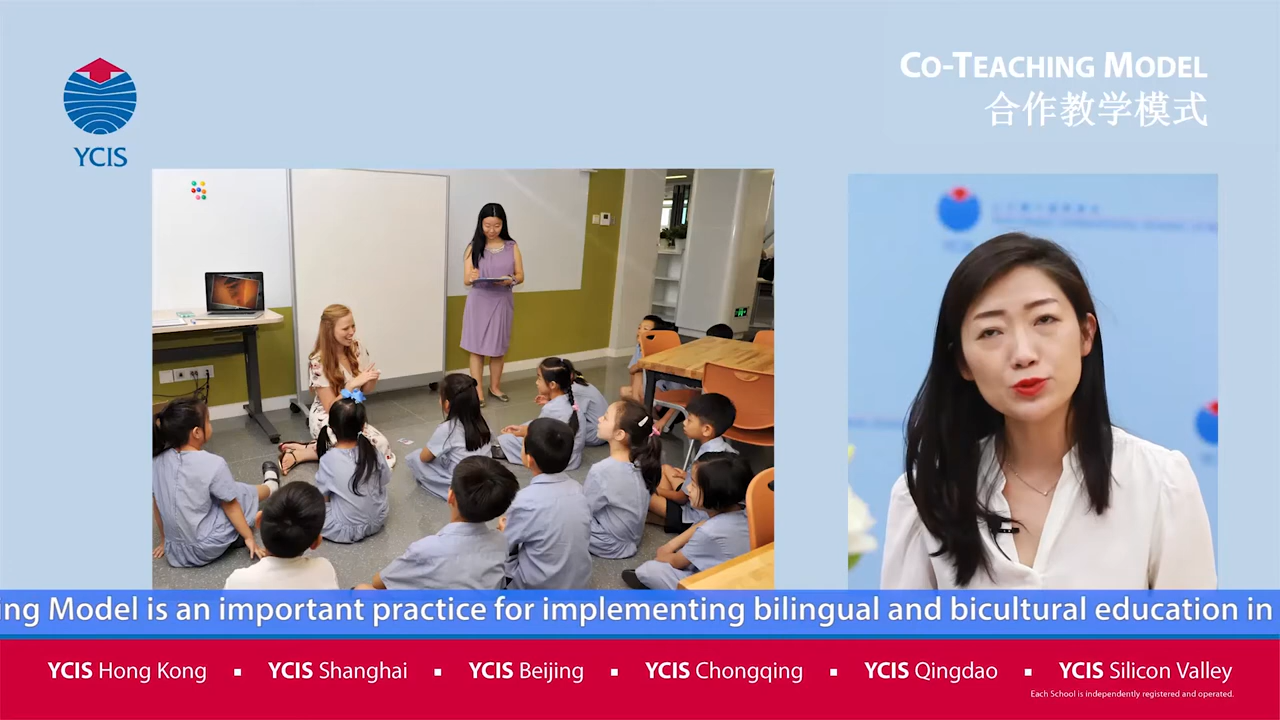 CO-TEACHING MODEL
合作教学模式
YCIS
ing Model is an important practice for implementing bilingual and bicultural education in
YCIS Hong Kong ▪ YCIS Shanghai ▪ YCIS Beijing ▪ YCIS Chongqing ▪ YCIS Qingdao ▪ YCIS Silicon Valley
Each School is independently registered and operated.